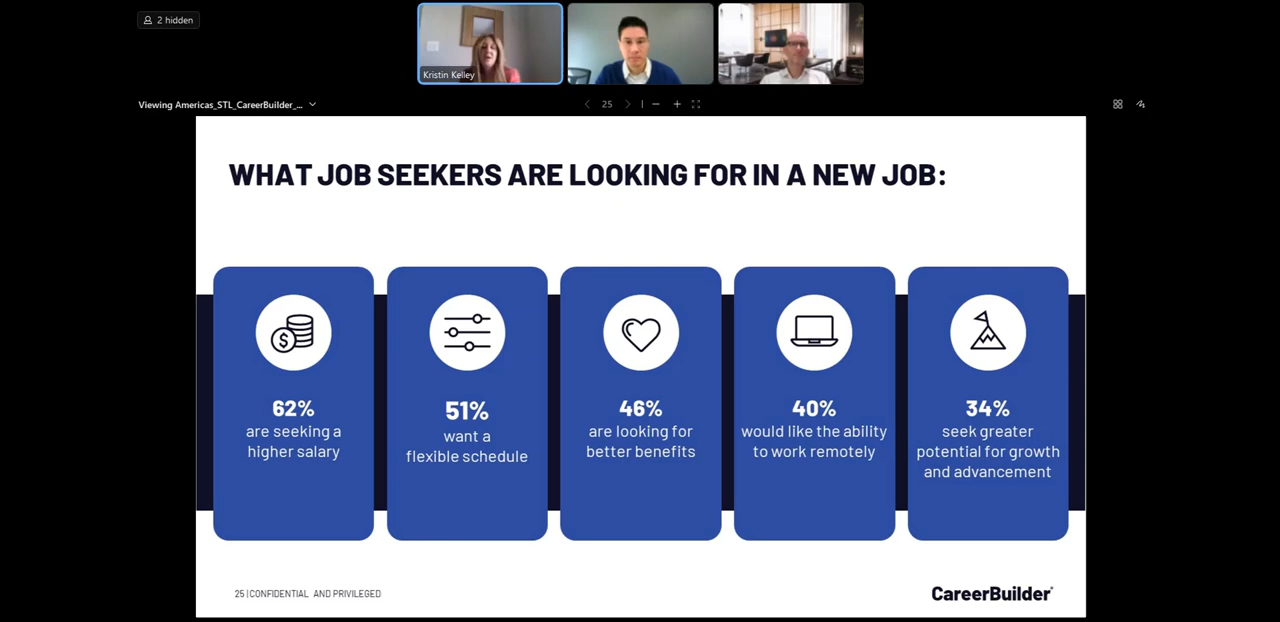 2 hidden
Kristin Kelley
Viewing Americas_STL_CareerBuilder_...
25
WHAT JOB SEEKERS ARE LOOKING FOR IN A NEW JOB:
$
62%
are seeking a
higher salary
51%
want a
flexible schedule
46%
are looking for
better benefits
40%
would like the ability
to work remotely
34%
seek greater
potential for growth
and advancement
25 | CONFIDENTIAL AND PRIVILEGED
CareerBuilder®